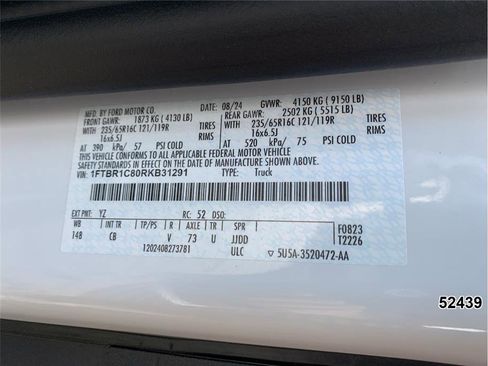 MFD. BY FORD MOTOR CO. DATE: 08/24 GVWR: 4150 KG ( 9150 LB)
FRONT GAWR: 1873 KG ( 4130 LB) REAR GAWR: 2502 KG ( 5515 LB)
WITH 235/65R16C 121/119R TIRES WITH 235/65R16C 121/119R TIRES
16x6.5J RIMS 16x6.5J RIMS
AT 390 kPa/ 57 PSI COLD AT 520 kPa/ 75 PSI COLD
THIS VEHICLE CONFORMS TO ALL APPLICABLE FEDERAL MOTOR VEHICLE
SAFETY STANDARDS IN EFFECT ON THE DATE OF MANUFACTURE SHOWN ABOVE.
VIN: 1FTBR1C80RKB31291 TYPE: Truck
EXT PNT: YZ RC: 52 DSO:
WB INT TR TP/PS R AXLE TR SPR
148 CB V 73 U JJDD
F0823
T2226
1202408273781 ULC ▽ 5U5A-3520472-AA
52439